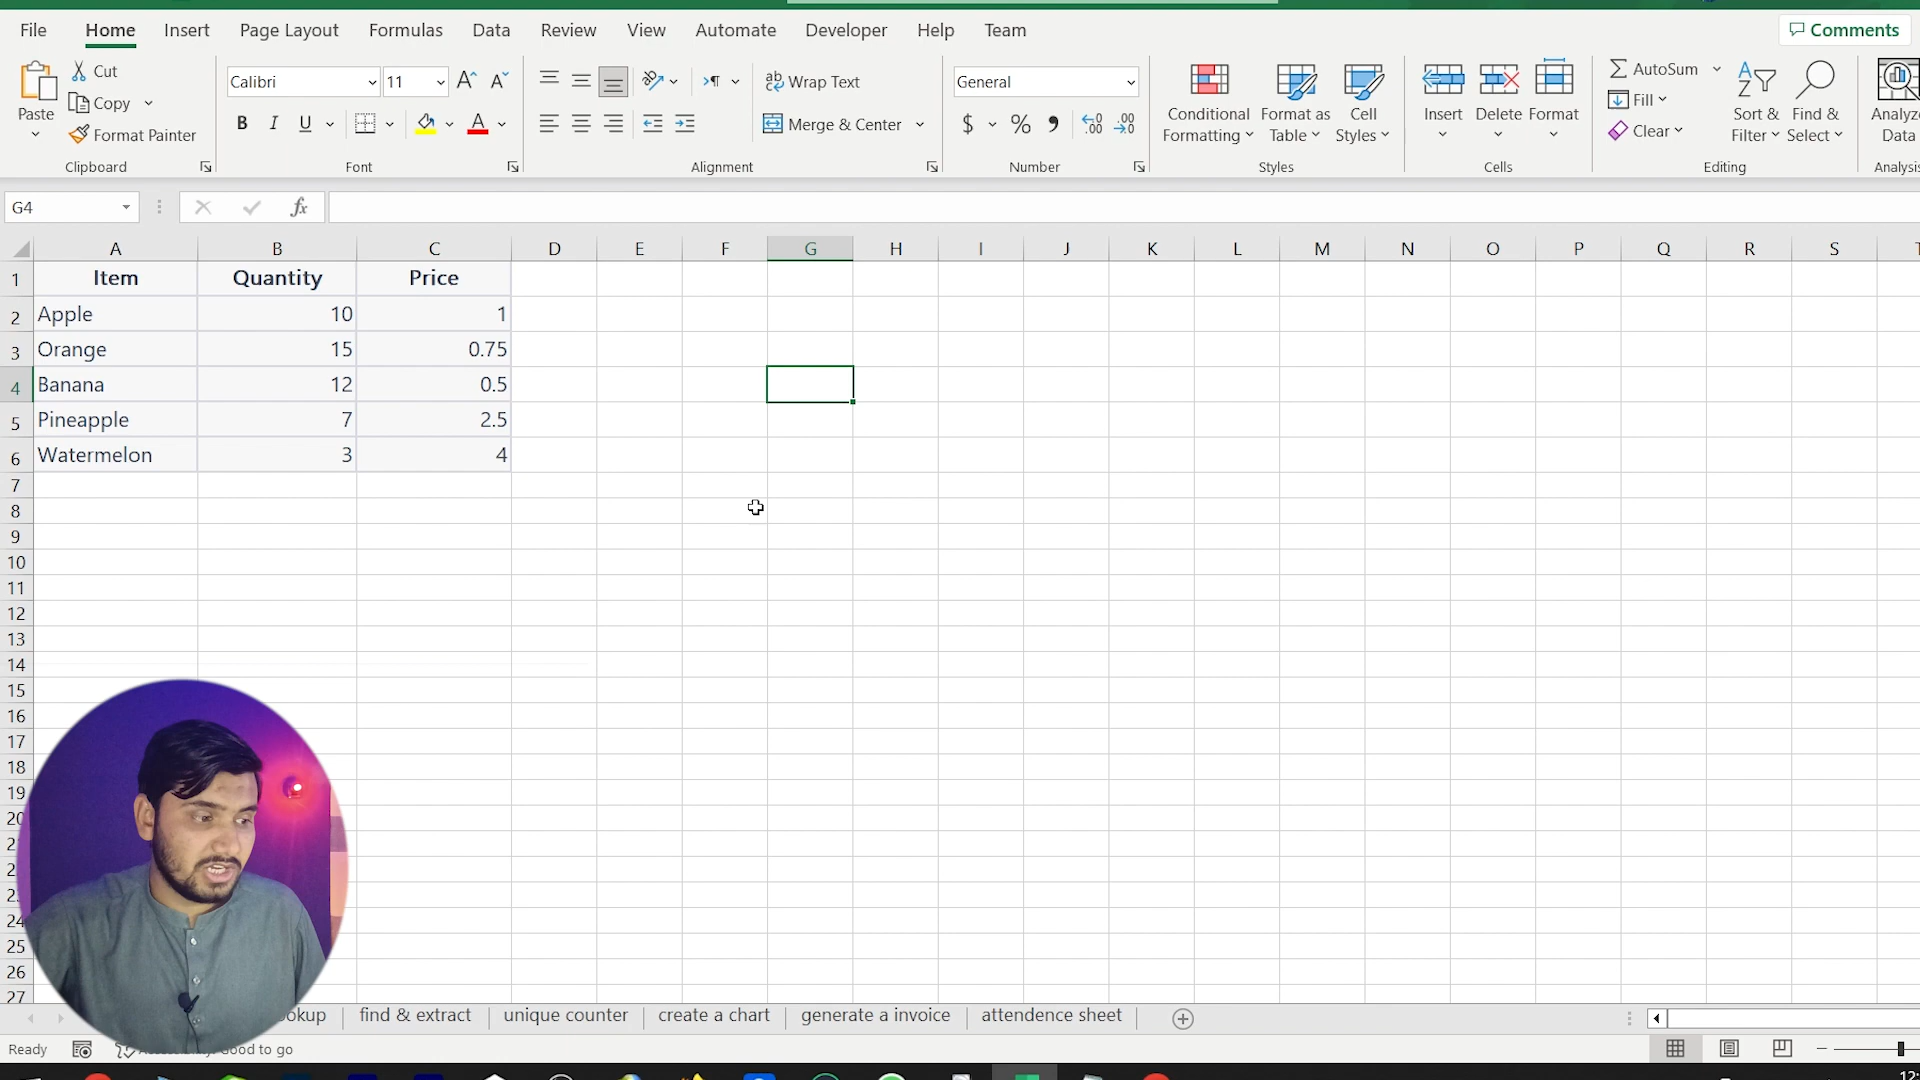 File Home Insert Page Layout Formulas Data Review View Automate Developer Help Team Comments
Paste Cut Copy Format Painter Clipboard
Calibri 11 B I U Font
Wrap Text Merge & Center Alignment
General $ % Number
Conditional Formatting Format as Table Cell Styles Styles
Insert Delete Format Cells
AutoSum Fill Clear Sort & Filter Find & Select Editing
Analyze Data Analysis
G4 fx
A B C D E F G H I J K L M N O P Q R S T
1 Item Quantity Price
2 Apple 10 1
3 Orange 15 0.75
4 Banana 12 0.5
5 Pineapple 7 2.5
6 Watermelon 3 4
7
8
9
10
11
12
13
14
15
16
17
18
19
20
24
25
26
27
find & extract unique counter create a chart generate a invoice attendence sheet
Ready Good to go